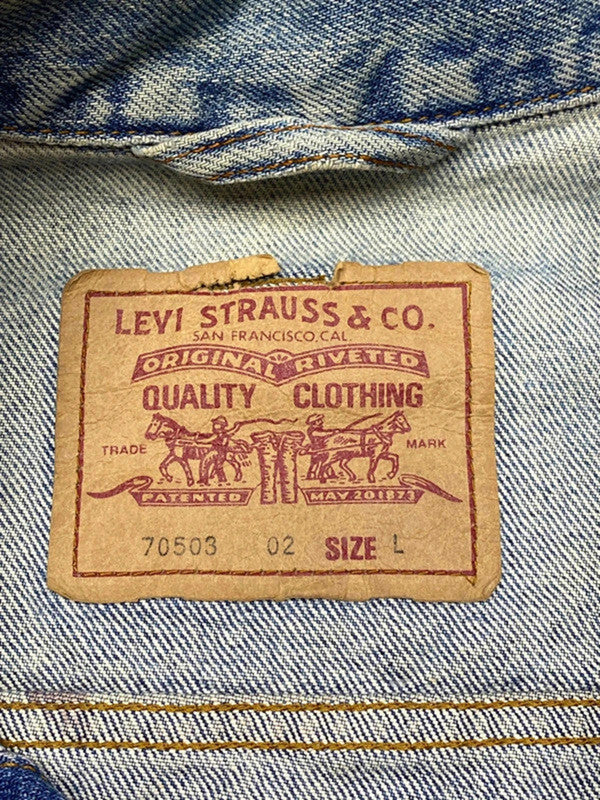 LEVI STRAUSS & CO.
SAN FRANCISCO, CAL.
ORIGINAL RIVETED
QUALITY CLOTHING
TRADE MARK
PATENTED MAY 20 1873
70503 02 SIZE L